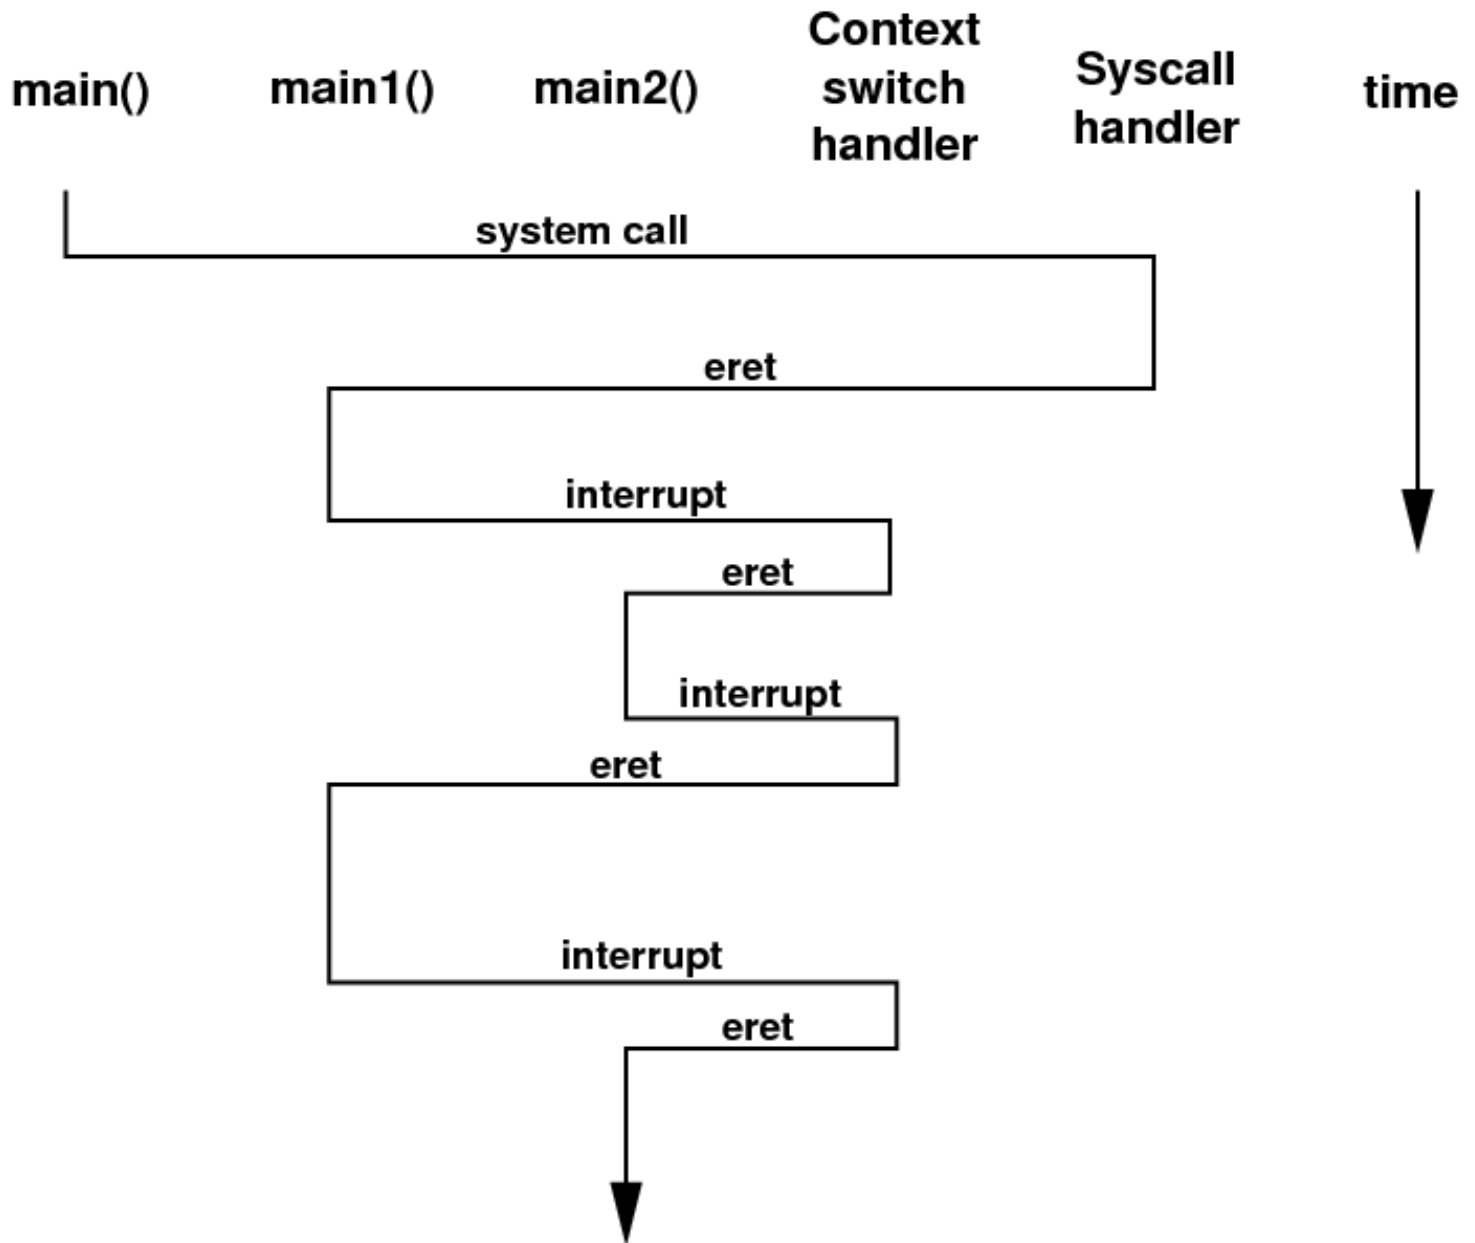 main()
main1()
main2()
Context
switch
handler
Syscall
handler
time
system call
eret
interrupt
eret
interrupt
eret
interrupt
eret